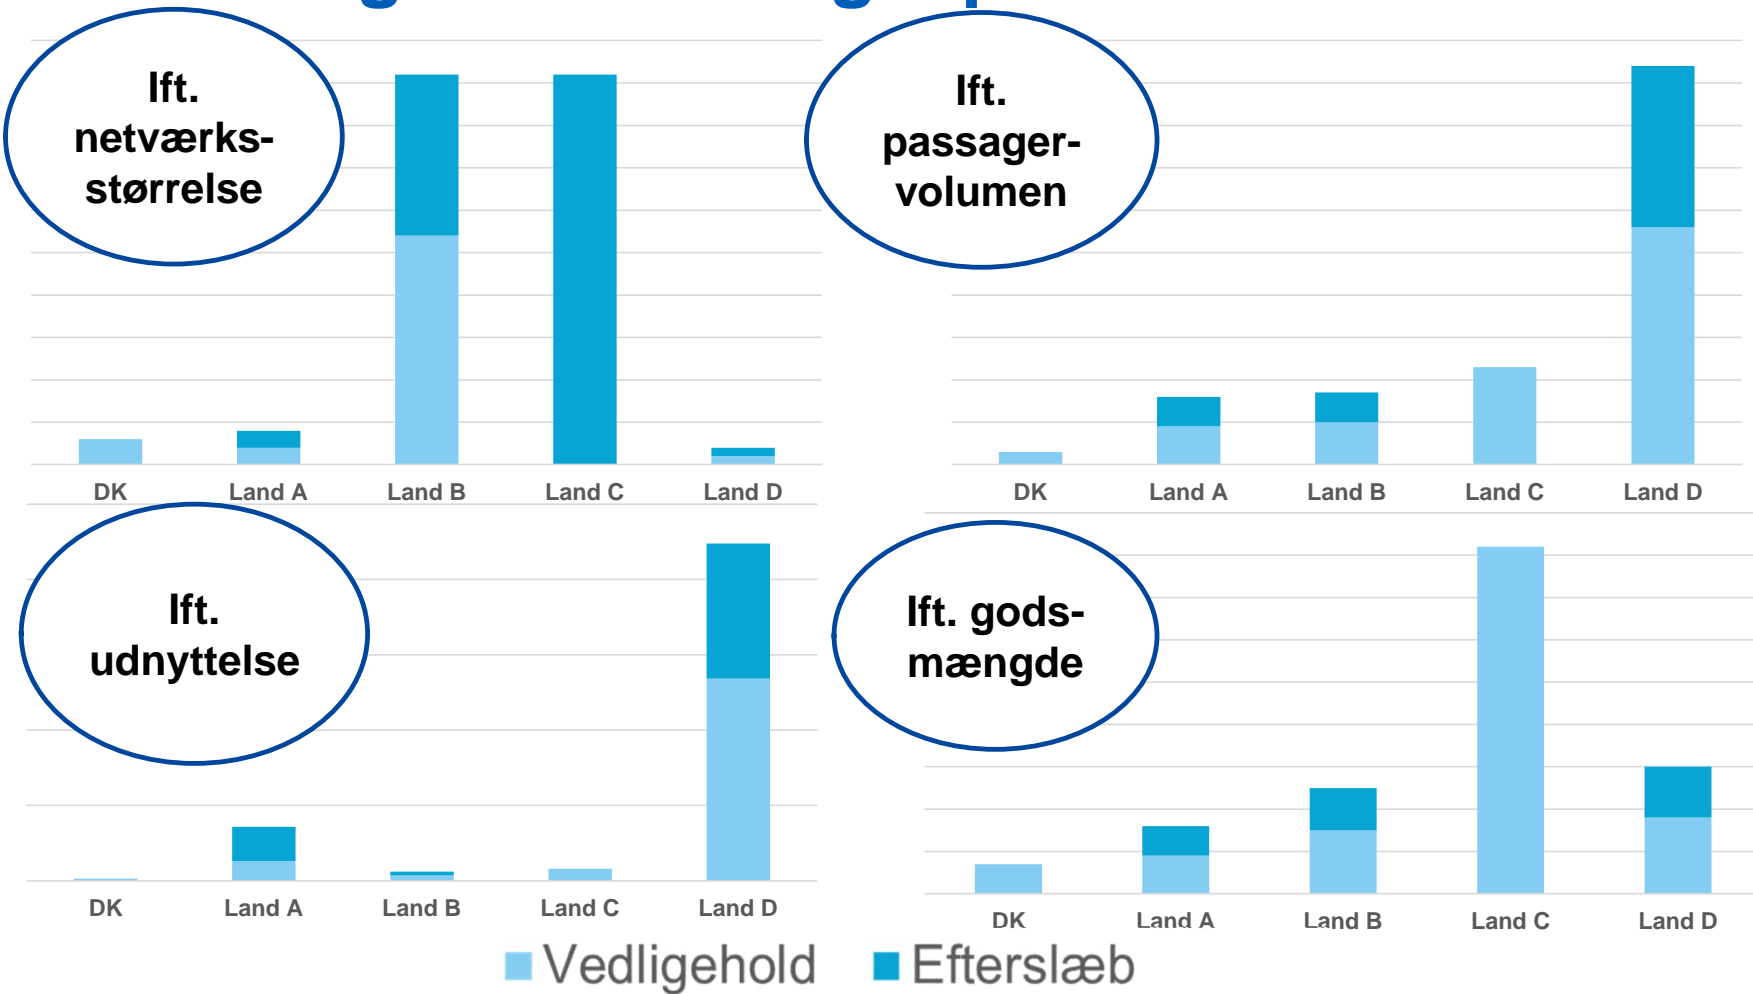 Ift.
netværks-
størrelse
DK Land A Land B Land C Land D
Ift.
passager-
volumen
DK Land A Land B Land C Land D
Ift.
udnyttelse
DK Land A Land B Land C Land D
Ift. gods-
mængde
DK Land A Land B Land C Land D
Vedligehold Efterslæb